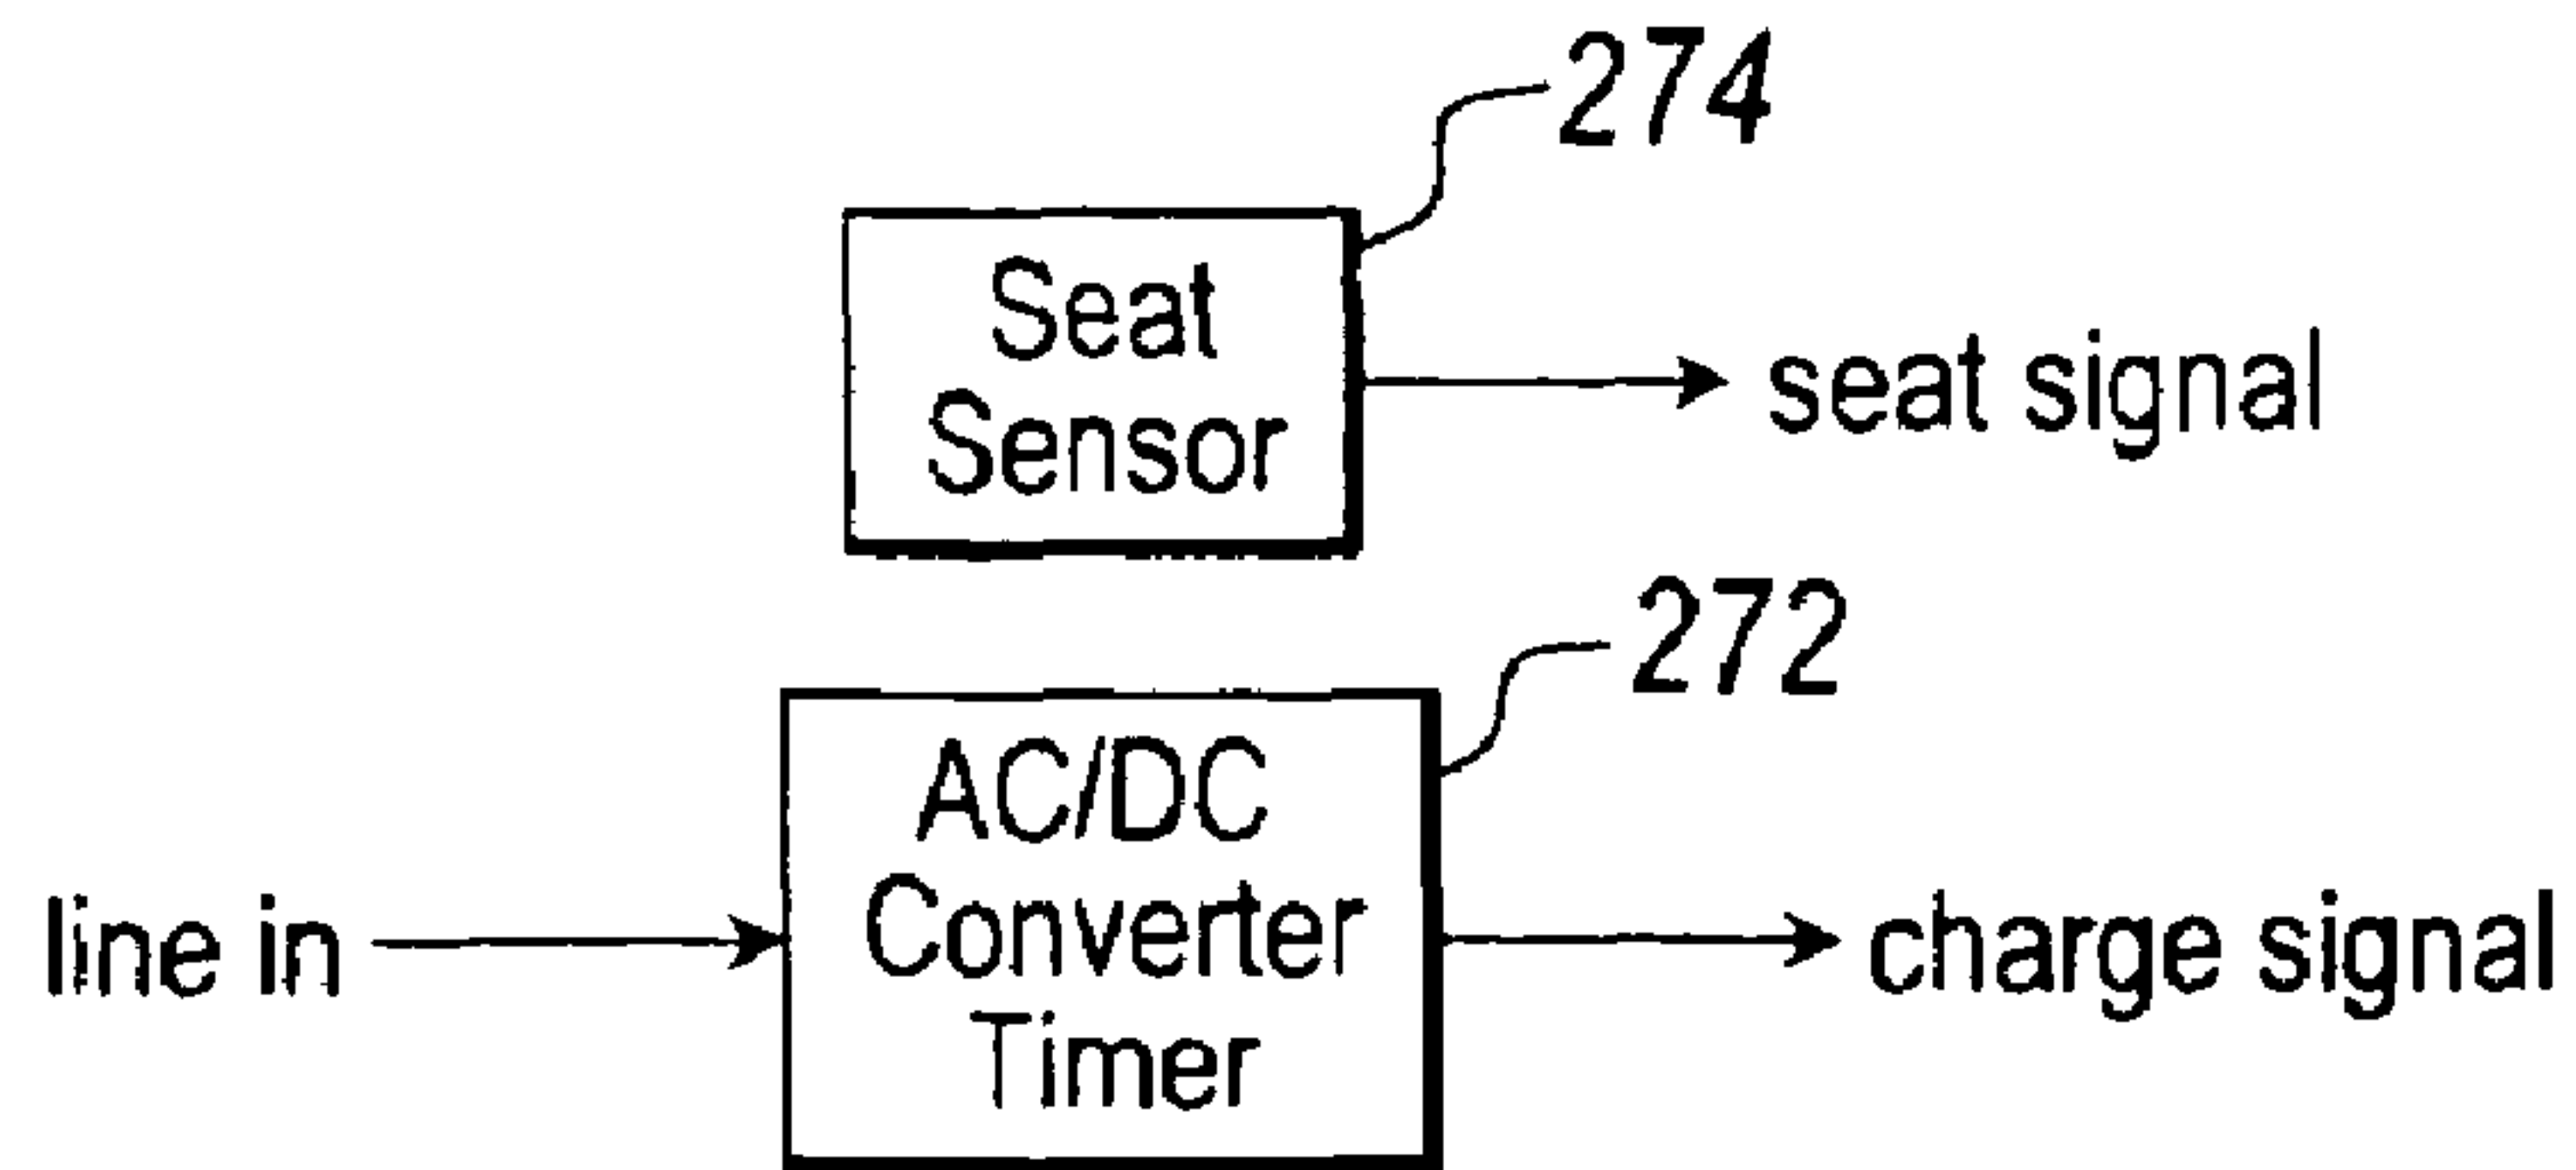 274
Seat
Sensor
seat signal
272
AC/DC
Converter
Timer
line in
charge signal